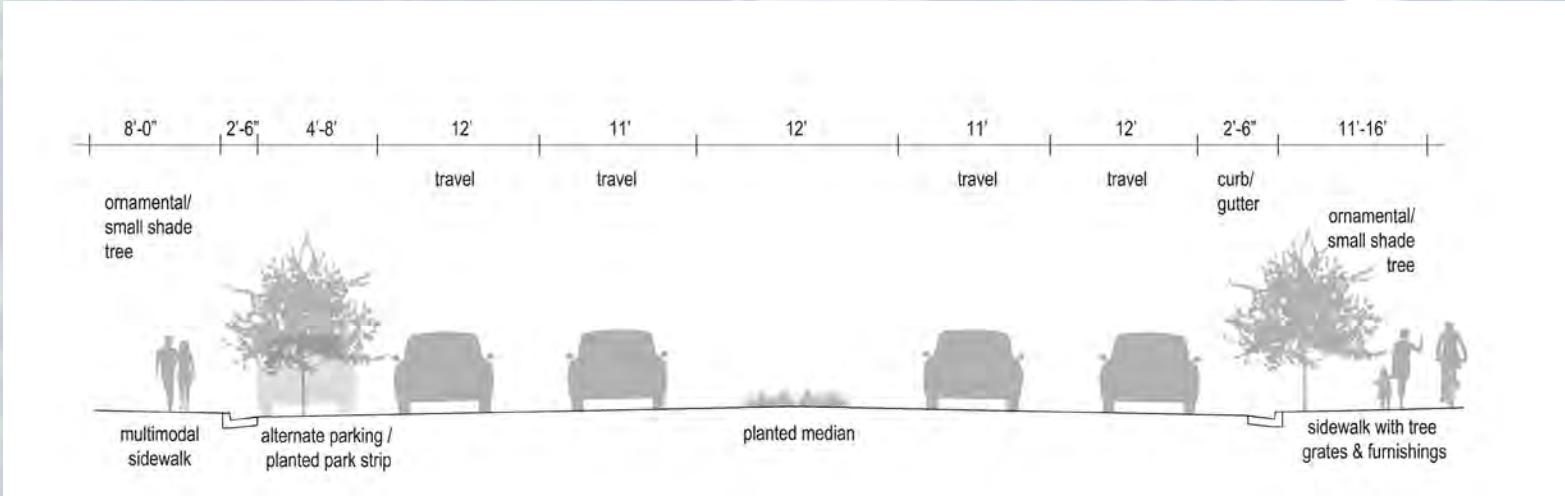 8'-0"
2'-6"
4'-8'
12'
11'
12'
11'
12'
2'-6"
11'-16'
travel
travel
travel
travel
curb/
gutter
ornamental/
small shade
tree
ornamental/
small shade
tree
multimodal
sidewalk
alternate parking /
planted park strip
planted median
sidewalk with tree
grates & furnishings